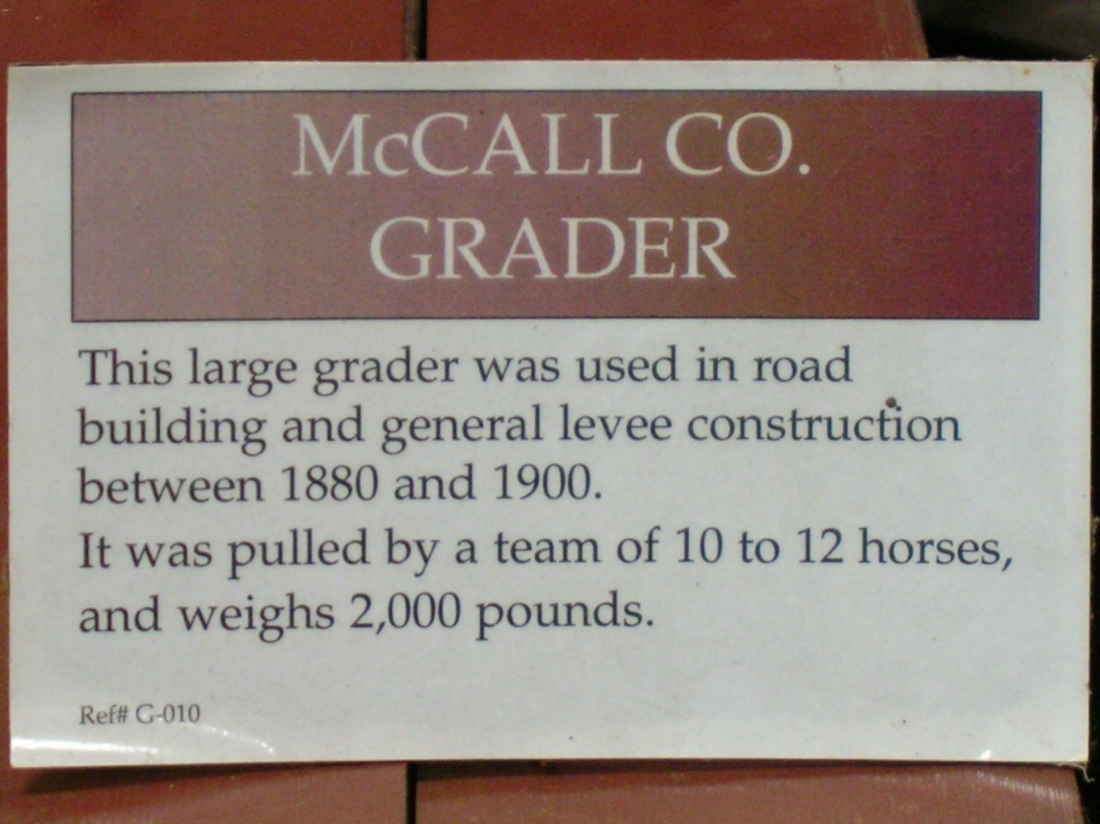 McCALL CO.
GRADER
This large grader was used in road
building and general levee construction
between 1880 and 1900.
It was pulled by a team of 10 to 12 horses,
and weighs 2,000 pounds.
Ref# G-010